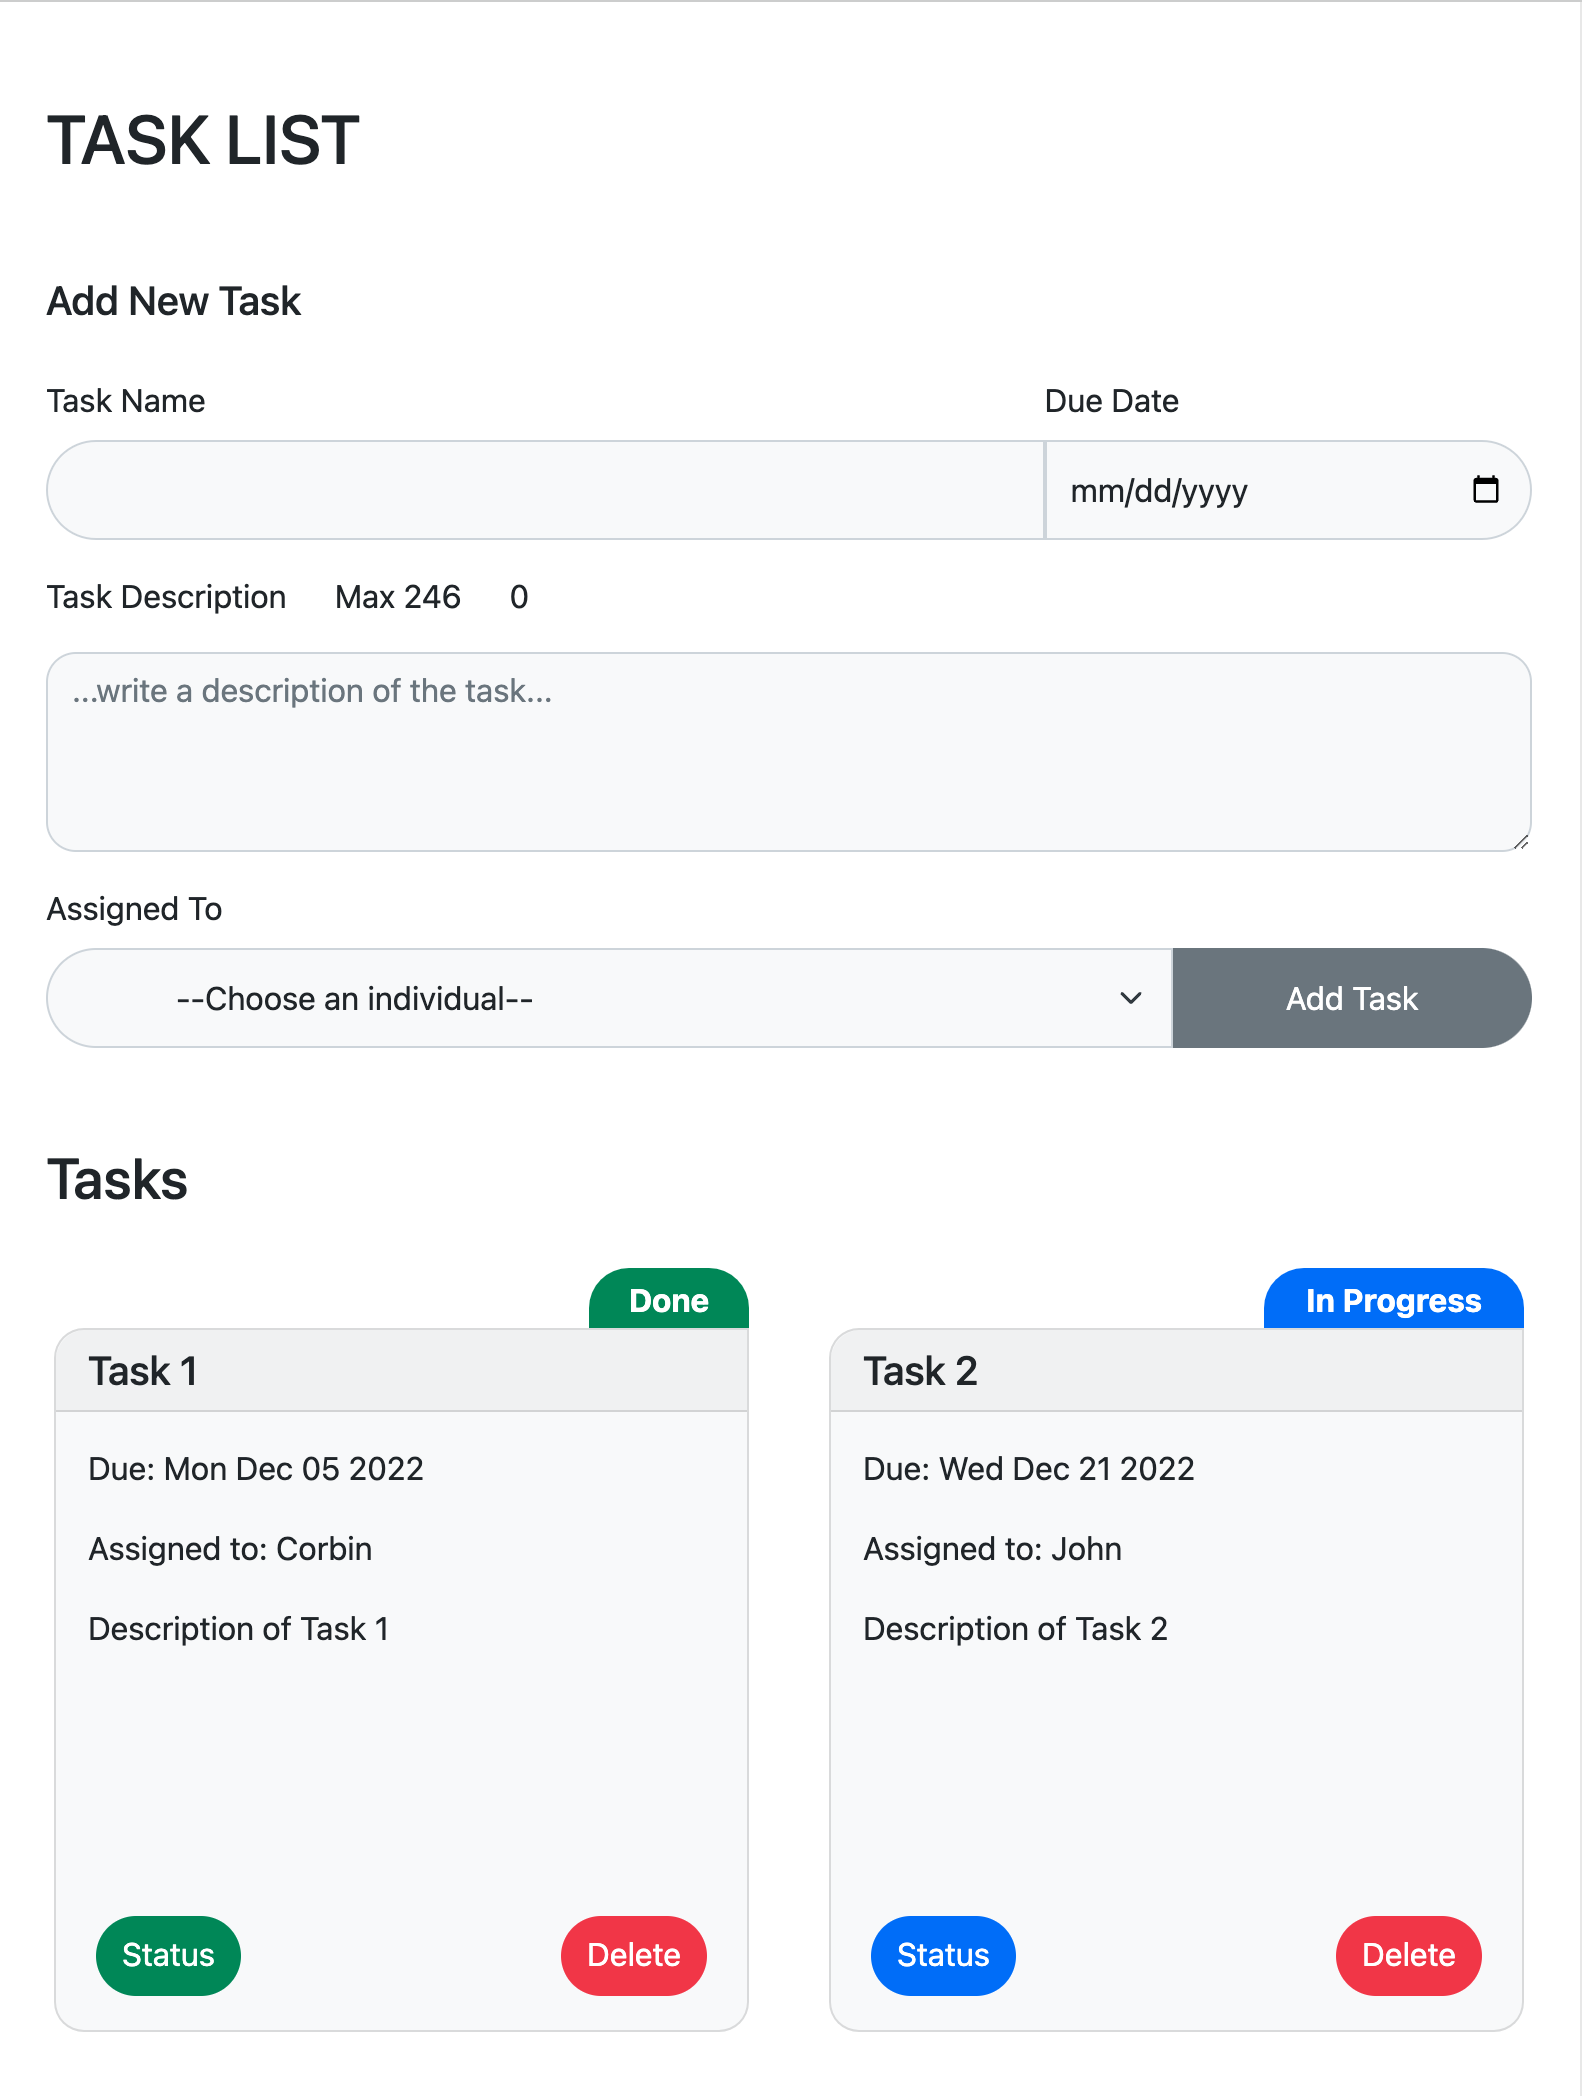 TASK LIST
Add New Task
Task Name Due Date
mm/dd/yyyy
Task Description Max 246 0
...write a description of the task...
Assigned To
--Choose an individual-- Add Task
Tasks
Done
Task 1
Due: Mon Dec 05 2022
Assigned to: Corbin
Description of Task 1
Status Delete
In Progress
Task 2
Due: Wed Dec 21 2022
Assigned to: John
Description of Task 2
Status Delete